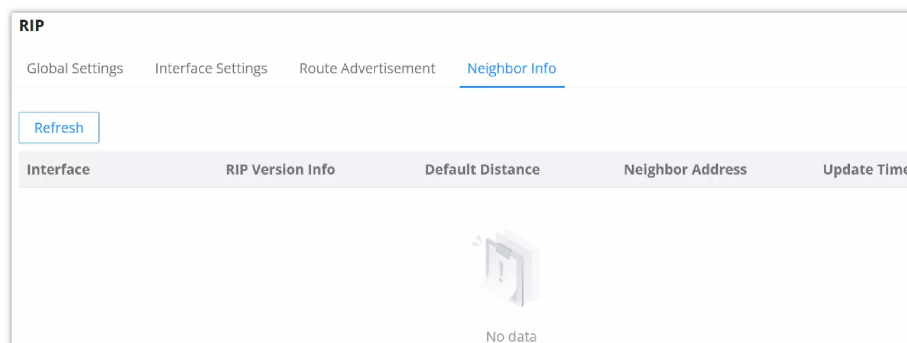 RIP
Global Settings Interface Settings Route Advertisement Neighbor Info
Refresh
Interface RIP Version Info Default Distance Neighbor Address Update Time
No data